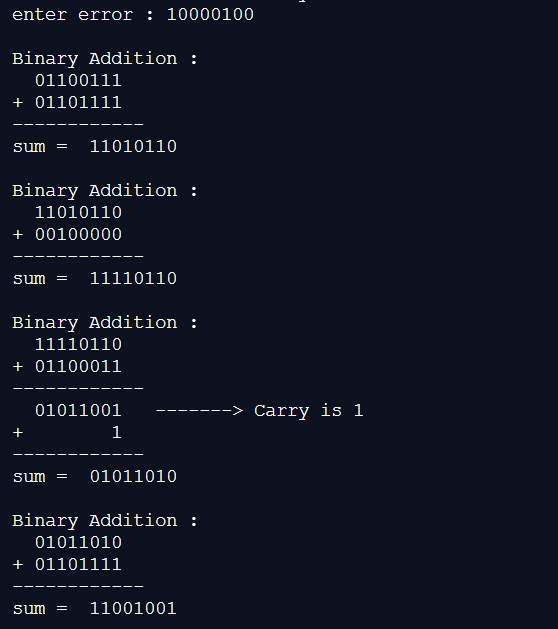 enter error : 10000100
Binary Addition :
  01100111
+ 01101111
------------
sum =  11010110
Binary Addition :
  11010110
+ 00100000
------------
sum =  11110110
Binary Addition :
  11110110
+ 01100011
------------
  01011001   -------> Carry is 1
+        1
------------
sum =  01011010
Binary Addition :
  01011010
+ 01101111
------------
sum =  11001001